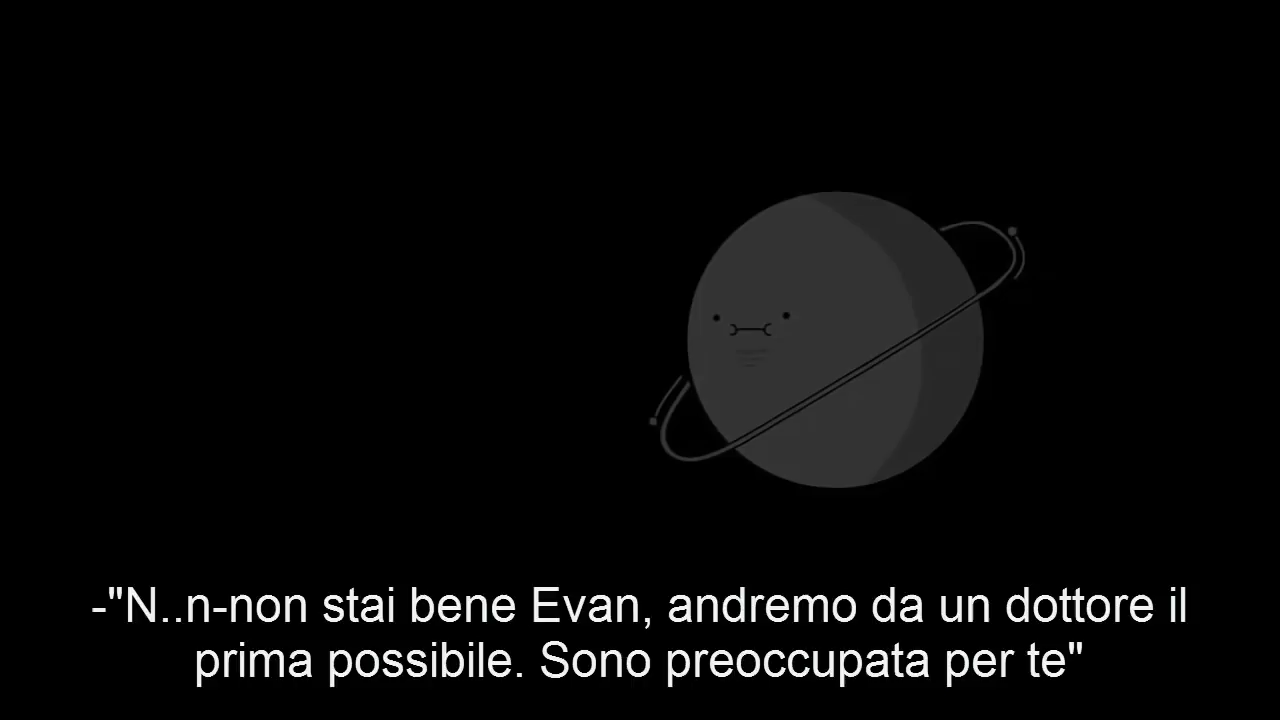 -"N..n-non stai bene Evan, andremo da un dottore il
prima possibile. Sono preoccupata per te"